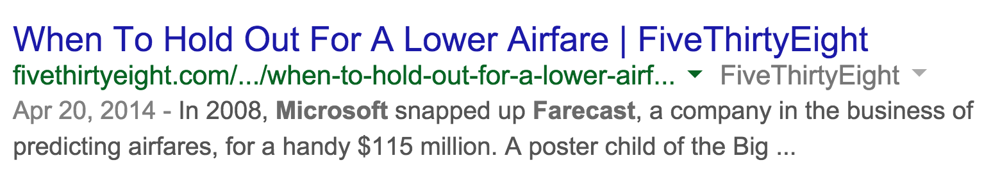 When To Hold Out For A Lower Airfare | FiveThirtyEight
fivethirtyeight.com/.../when-to-hold-out-for-a-lower-airf... FiveThirtyEight
Apr 20, 2014 - In 2008, Microsoft snapped up Farecast, a company in the business of
predicting airfares, for a handy $115 million. A poster child of the Big ...